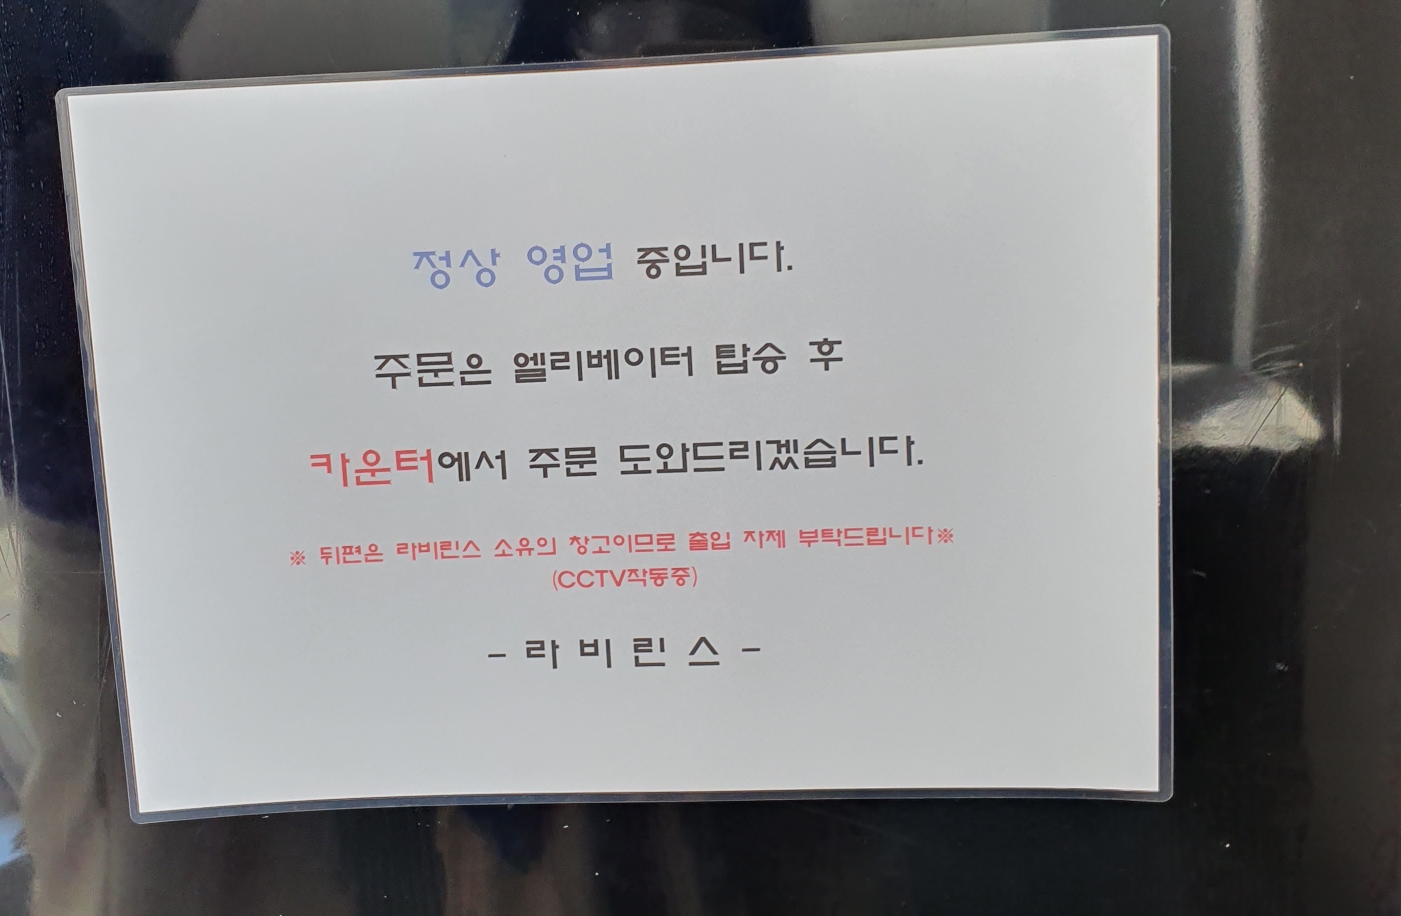 정상 영업 중입니다.
주문은 엘리베이터 탑승 후
카운터에서 주문 도와드리겠습니다.
※ 뒤편은 라비린스 소유의 창고이므로 출입 자제 부탁드립니다※
(CCTV작동중)
- 라 비 린 스 -